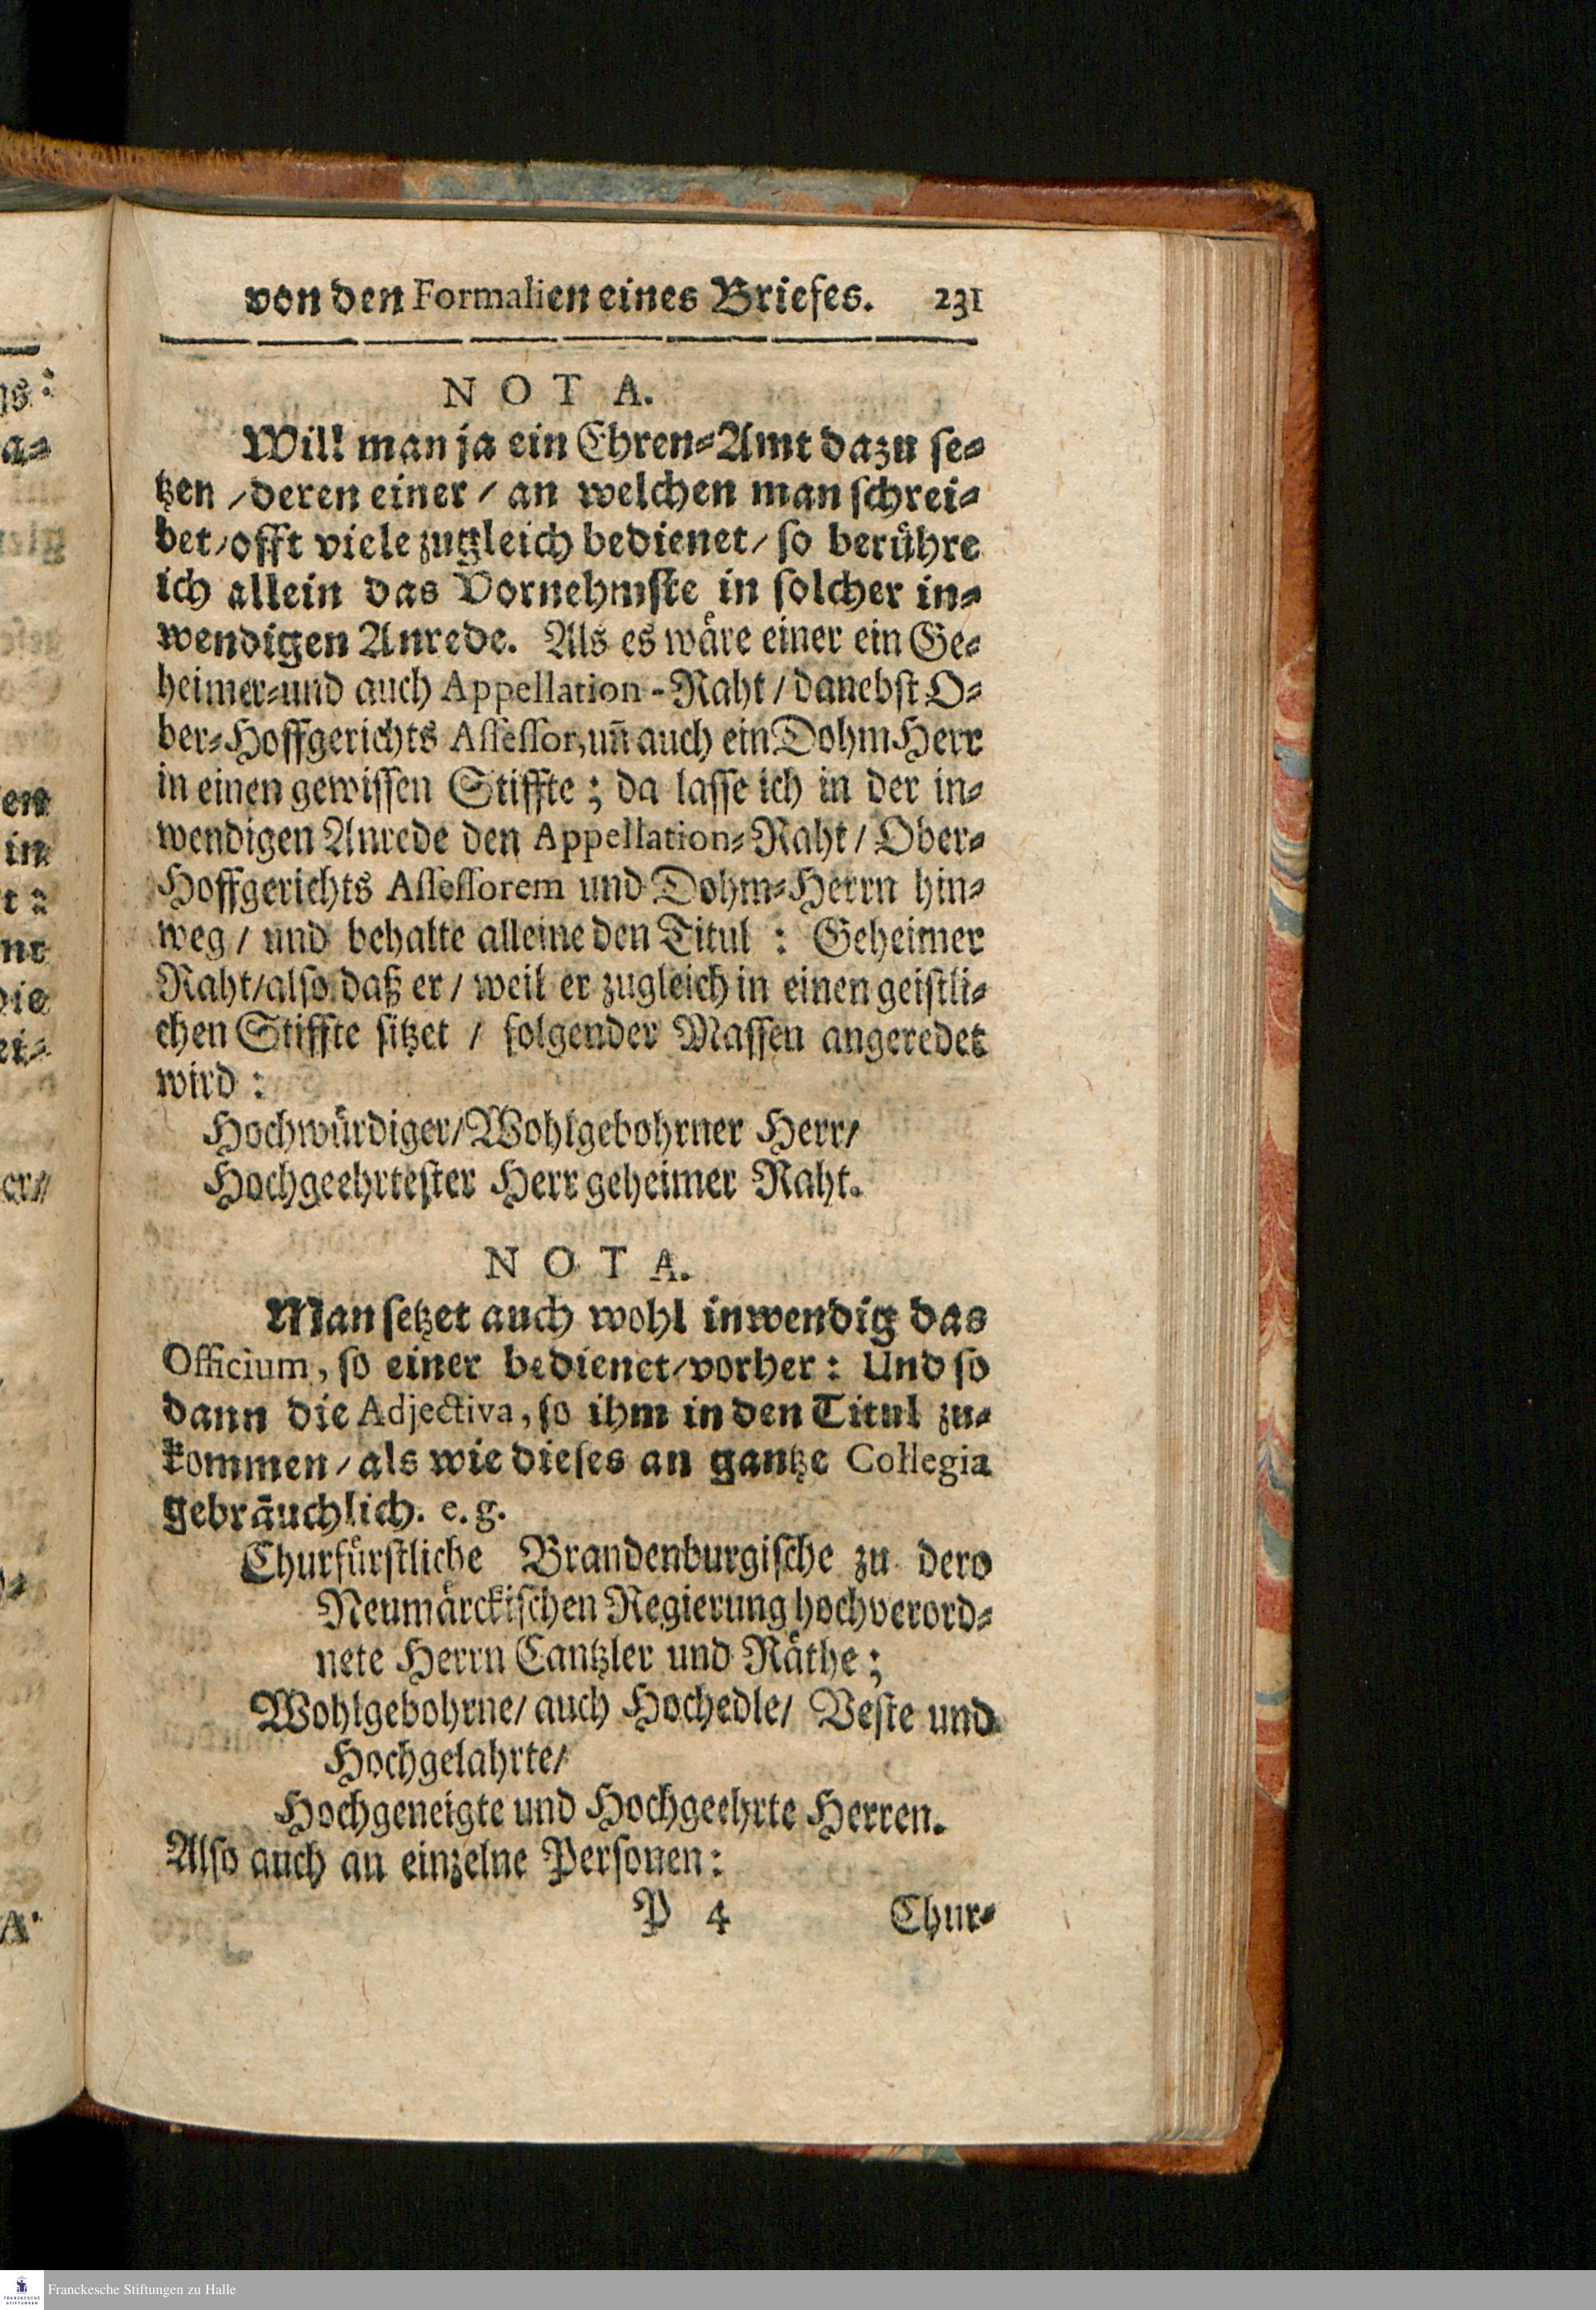 von den Formalien eines Briefes. 231
NOTA.
Will man ja ein Ehren-Amt dazu se-
tzen / deren einer / an welchen man schrei-
bet / offt viele zugleich bedienet / so berühre
ich allein das Vornehmste in solcher in-
wendigen Anrede. Als es wäre einer ein Ge-
heimer-und auch Appellation-Raht / danebst O-
ber-Hoffgerichts Assessor, uñ auch ein Dohm Herr
in einen gewissen Stiffte ; da lasse ich in der in-
wendigen Anrede den Appellation-Raht / Ober-
Hoffgerichts Assessorem und Dohm-Herrn hin-
weg / und behalte alleine den Titul : Geheimer
Raht/also daß er / weil er zugleich in einen geistli-
chen Stiffte sitzet / folgender Massen angeredet
wird :
Hochwürdiger/Wohlgebohrner Herr/
Hochgeehrtester Herr geheimer Raht.
NOTA.
Man setzet auch wohl inwendig das
Officium, so einer bedienet/vorher : Und so
dann die Adjectiva, so ihm in den Titul zu-
kommen / als wie dieses an gantze Collegia
gebräuchlich. e. g.
Churfürstliche Brandenburgische zu dero
Neumärckischen Regierung hochverord-
nete Herrn Cantzler und Räthe ;
Wohlgebohrne/ auch Hochedle/ Veste und
Hochgelahrte/
Hochgeneigte und Hochgeehrte Herren.
Also auch an einzelne Personen :
P 4 Chur-
Franckesche Stiftungen zu Halle